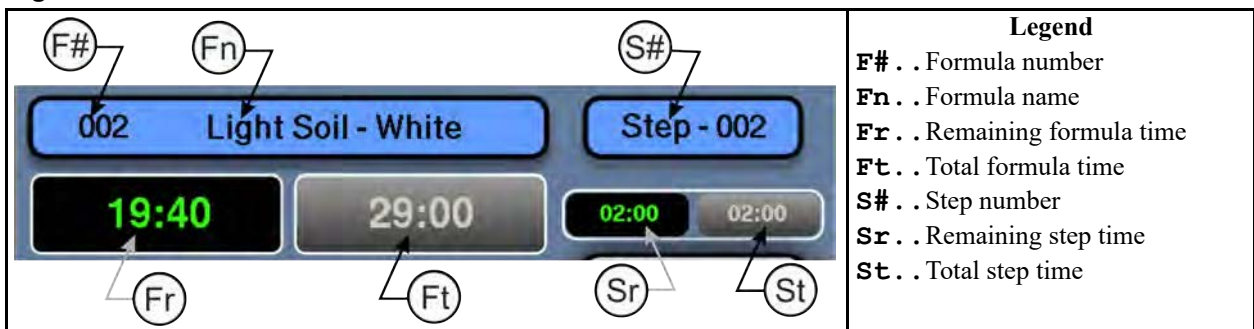 F#
Fn
S#
002 Light Soil - White
Step - 002
19:40
29:00
02:00
02:00
Fr
Ft
Sr
St
Legend
F#..Formula number
Fn..Formula name
Fr..Remaining formula time
Ft..Total formula time
S#..Step number
Sr..Remaining step time
St..Total step time